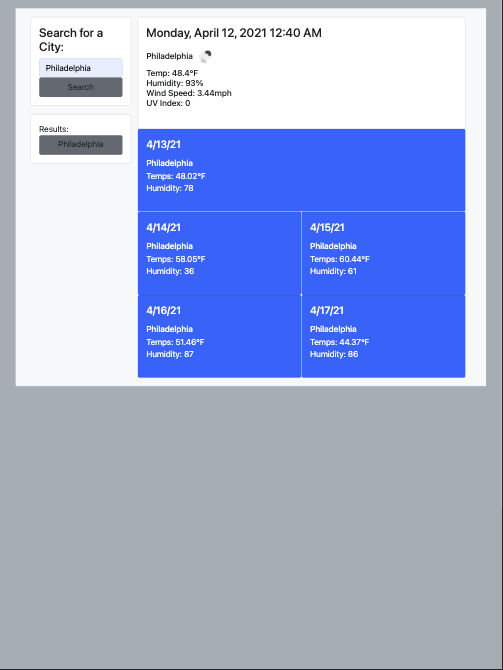 Search for a
City:
Philadelphia
Search
Results:
Philadelphia
Monday, April 12, 2021 12:40 AM
Philadelphia
Temp: 48.4°F
Humidity: 93%
Wind Speed: 3.44mph
UV Index: 0
4/13/21
Philadelphia
Temps: 48.02°F
Humidity: 78
4/14/21
Philadelphia
Temps: 58.05°F
Humidity: 36
4/15/21
Philadelphia
Temps: 60.44°F
Humidity: 61
4/16/21
Philadelphia
Temps: 51.46°F
Humidity: 87
4/17/21
Philadelphia
Temps: 44.37°F
Humidity: 86